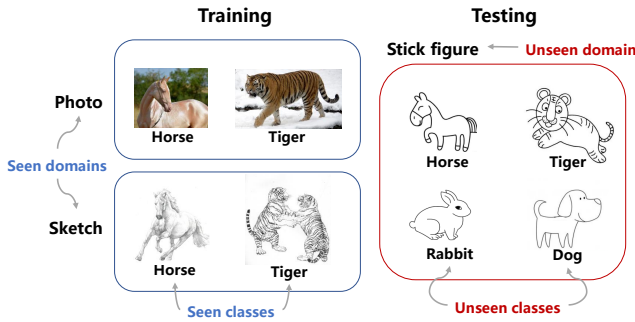 Training
Testing
Stick figure
Unseen domain
Photo
Horse
Tiger
Horse
Tiger
Seen domains
Sketch
Horse
Tiger
Rabbit
Dog
Seen classes
Unseen classes